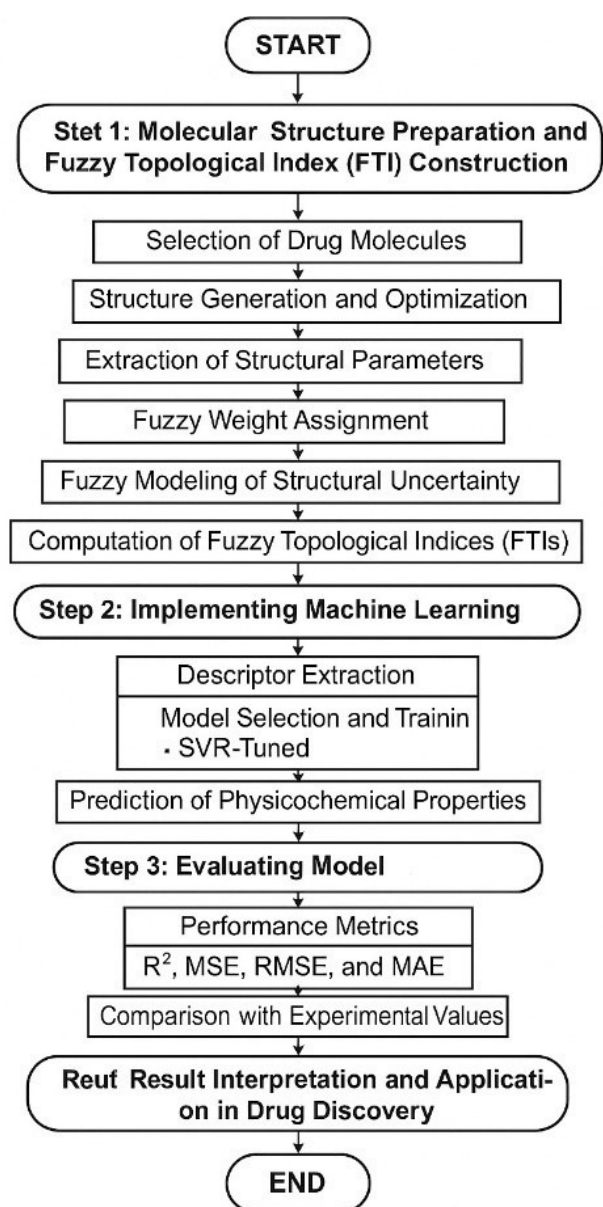 START
Stet 1: Molecular Structure Preparation and
Fuzzy Topological Index (FTI) Construction
Selection of Drug Molecules
Structure Generation and Optimization
Extraction of Structural Parameters
Fuzzy Weight Assignment
Fuzzy Modeling of Structural Uncertainty
Computation of Fuzzy Topological Indices (FTIs)
Step 2: Implementing Machine Learning
Descriptor Extraction
Model Selection and Trainin
· SVR-Tuned
Prediction of Physicochemical Properties
Step 3: Evaluating Model
Performance Metrics
R², MSE, RMSE, and MAE
Comparison with Experimental Values
Reuf Result Interpretation and Applicati-
on in Drug Discovery
END